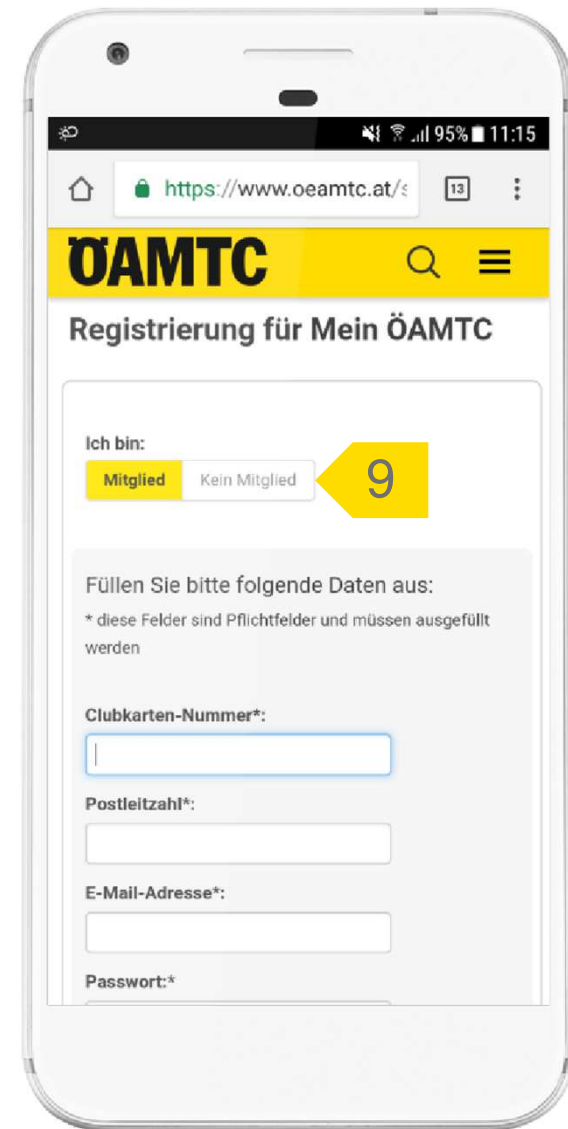 95% 11:15
https://www.oeamtc.at/s
13
ÖAMTC
Registrierung für Mein ÖAMTC
Ich bin:
Mitglied Kein Mitglied
9
Füllen Sie bitte folgende Daten aus:
* diese Felder sind Pflichtfelder und müssen ausgefüllt
werden
Clubkarten-Nummer*:
Postleitzahl*:
E-Mail-Adresse*:
Passwort:*